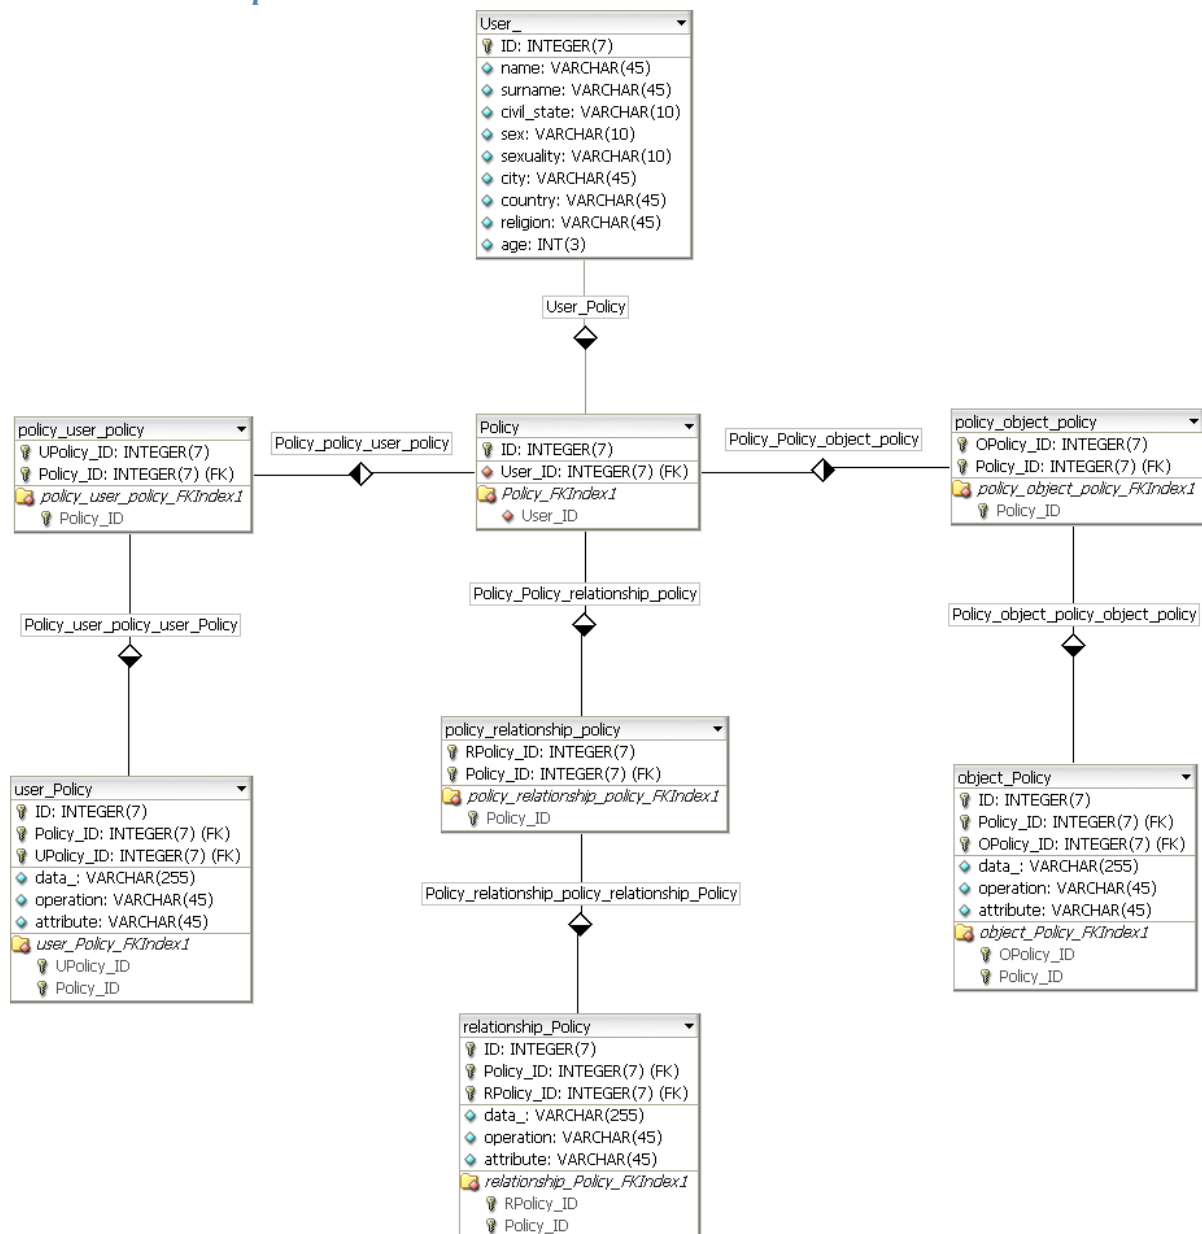 User_
ID: INTEGER(7)
name: VARCHAR(45)
surname: VARCHAR(45)
civil_state: VARCHAR(10)
sex: VARCHAR(10)
sexuality: VARCHAR(10)
city: VARCHAR(45)
country: VARCHAR(45)
religion: VARCHAR(45)
age: INT(3)
User_Policy
policy_user_policy
UPolicy_ID: INTEGER(7)
Policy_ID: INTEGER(7) (FK)
policy_user_policy_FKIndex1
Policy_ID
Policy_policy_user_policy
Policy
ID: INTEGER(7)
User_ID: INTEGER(7) (FK)
Policy_FKIndex1
User_ID
Policy_Policy_object_policy
policy_object_policy
OPolicy_ID: INTEGER(7)
Policy_ID: INTEGER(7) (FK)
policy_object_policy_FKIndex1
Policy_ID
Policy_Policy_relationship_policy
Policy_user_policy_user_Policy
Policy_object_policy_object_policy
policy_relationship_policy
RPolicy_ID: INTEGER(7)
Policy_ID: INTEGER(7) (FK)
policy_relationship_policy_FKIndex1
Policy_ID
user_Policy
ID: INTEGER(7)
Policy_ID: INTEGER(7) (FK)
UPolicy_ID: INTEGER(7) (FK)
data_: VARCHAR(255)
operation: VARCHAR(45)
attribute: VARCHAR(45)
user_Policy_FKIndex1
UPolicy_ID
Policy_ID
object_Policy
ID: INTEGER(7)
Policy_ID: INTEGER(7) (FK)
OPolicy_ID: INTEGER(7) (FK)
data_: VARCHAR(255)
operation: VARCHAR(45)
attribute: VARCHAR(45)
object_Policy_FKIndex1
OPolicy_ID
Policy_ID
Policy_relationship_policy_relationship_Policy
relationship_Policy
ID: INTEGER(7)
Policy_ID: INTEGER(7) (FK)
RPolicy_ID: INTEGER(7) (FK)
data_: VARCHAR(255)
operation: VARCHAR(45)
attribute: VARCHAR(45)
relationship_Policy_FKIndex1
RPolicy_ID
Policy_ID